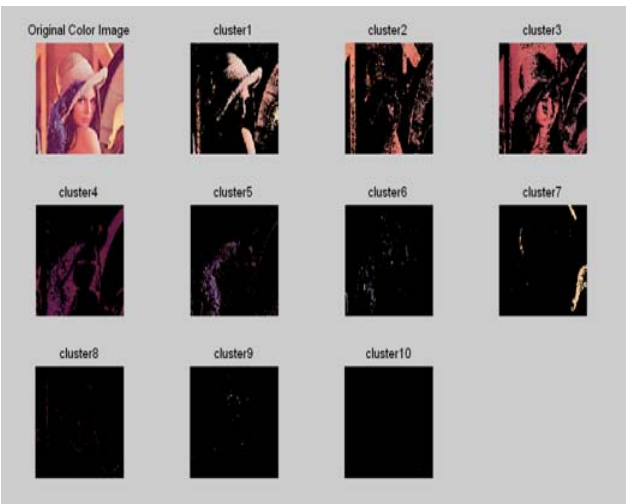 Original Color Image
cluster1
cluster2
cluster3
cluster4
cluster5
cluster6
cluster7
cluster8
cluster9
cluster10